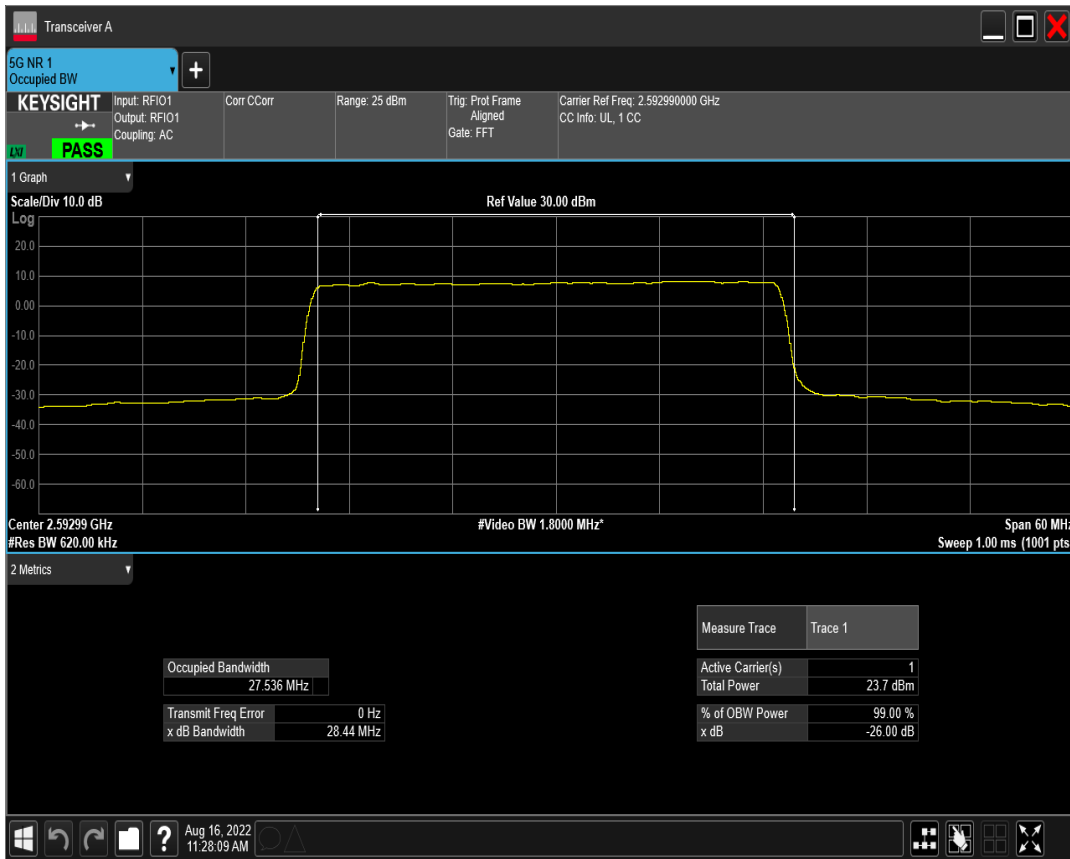 Transceiver A
5G NR 1
Occupied BW
KEYSIGHT
Input: RFIO1
Output: RFIO1
Coupling: AC
Corr CCorr
Range: 25 dBm
Trig: Prot Frame
Aligned
Gate: FFT
Carrier Ref Freq: 2.592990000 GHz
CC Info: UL, 1 CC
LXI
PASS
1 Graph
Scale/Div 10.0 dB
Ref Value 30.00 dBm
Log
20.0
10.0
0.00
-10.0
-20.0
-30.0
-40.0
-50.0
-60.0
Center 2.59299 GHz
#Video BW 1.8000 MHz*
Span 60 MHz
#Res BW 620.00 kHz
Sweep 1.00 ms (1001 pts
2 Metrics
Measure Trace Trace 1
Occupied Bandwidth
27.536 MHz
Active Carrier(s) 1
Total Power 23.7 dBm
Transmit Freq Error 0 Hz
x dB Bandwidth 28.44 MHz
% of OBW Power 99.00 %
x dB -26.00 dB
?
Aug 16, 2022
11:28:09 AM